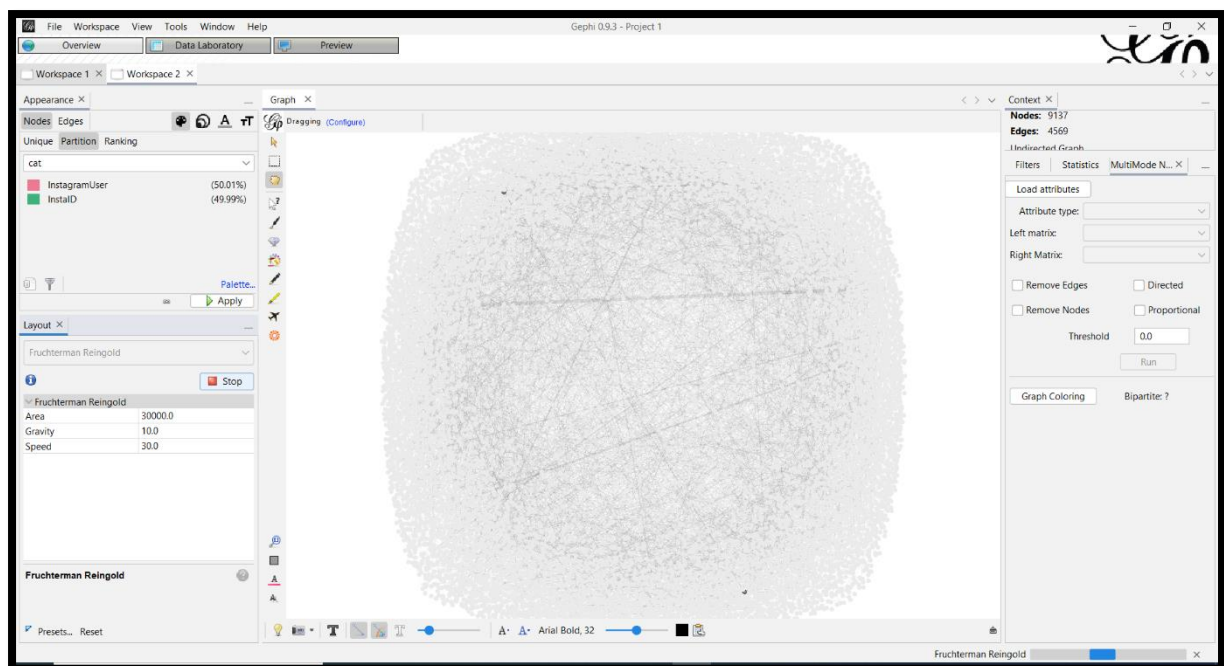 File Workspace View Tools Window Help Gephi 0.9.3 - Project 1
Overview Data Laboratory Preview
Workspace 1 Workspace 2
Appearance Graph Context
Nodes Edges Dragging (Configure) Nodes: 9137
Edges: 4569
Unique Partition Ranking Undirected Graph
cat Filters Statistics MultiMode N...
InstagramUser (50.01%) Load attributes
InstaID (49.99%) Attribute type:
Left matrix:
Right Matrix:
Palette... Remove Edges Directed
Apply Remove Nodes Proportional
Layout Threshold 0.0
Fruchterman Reingold Run
Stop Graph Coloring Bipartite: ?
Fruchterman Reingold
Area 30000.0
Gravity 10.0
Speed 30.0
Fruchterman Reingold
Presets... Reset Arial Bold, 32
Fruchterman Reingold